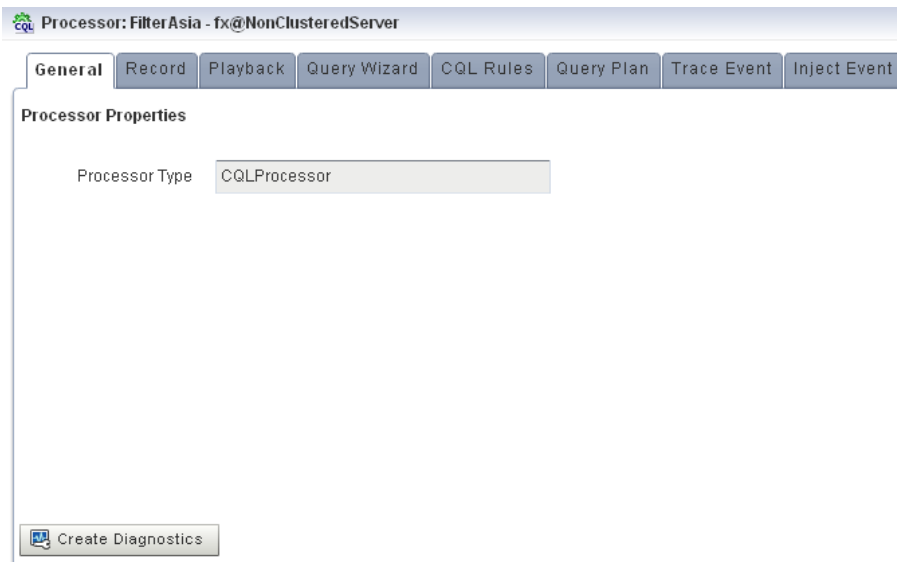 CQL Processor: FilterAsia - fx@NonClusteredServer
General Record Playback Query Wizard CQL Rules Query Plan Trace Event Inject Event
Processor Properties
Processor Type CQLProcessor
Create Diagnostics